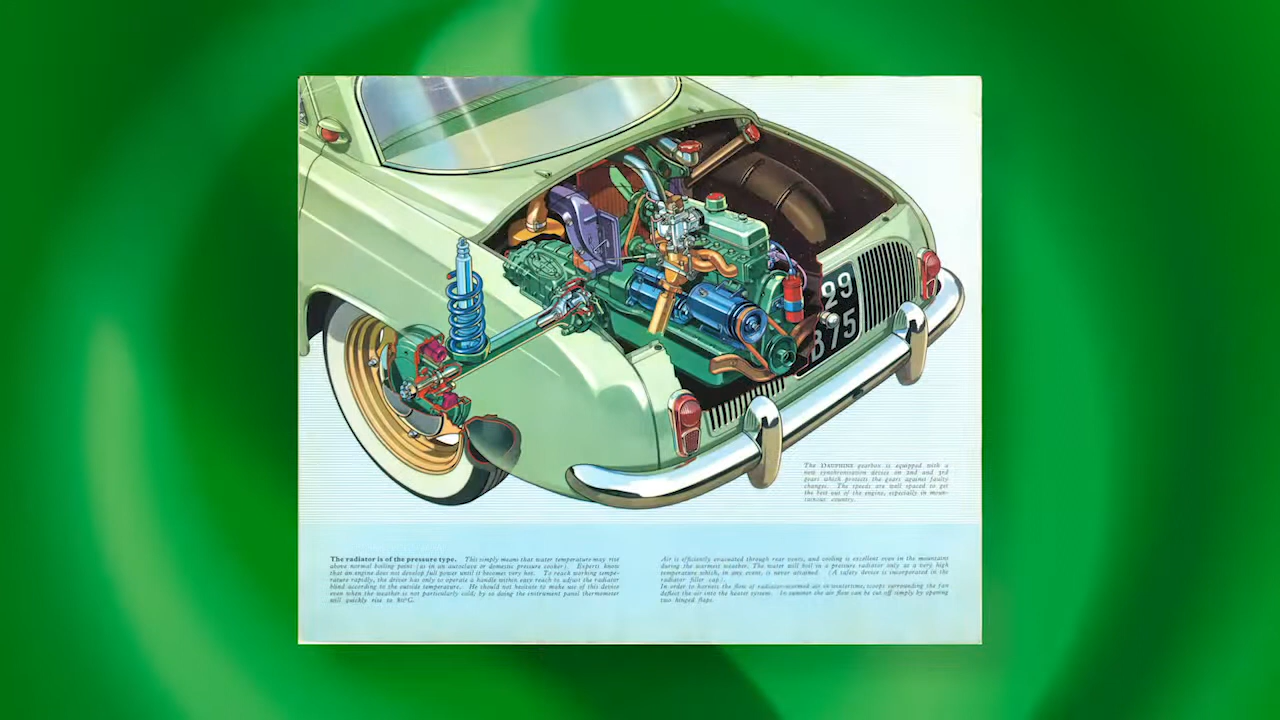 29
B75
The DAUPHINE gearbox is equipped with a
new synchronisation device on 2nd and 3rd
gears which protects the gears against faulty
changes. The speeds are well spaced to get
the best out of the engine, especially in moun-
tainous country.
The radiator is of the pressure type. This simply means that water temperature may rise
above normal boiling point (as in an autoclave or domestic pressure cooker). Experts know
that an engine does not develop full power until it becomes very hot. To reach working tempe-
rature rapidly, the driver has only to operate a handle within easy reach to adjust the radiator
blind according to the outside temperature. He should not hesitate to make use of this device
even when the weather is not particularly cold; by so doing the instrument panel thermometer
will quickly rise to 80°C.
Air is efficiently evacuated through rear vents, and cooling is excellent even in the mountains
during the warmest weather. The water will boil in a pressure radiator only at a very high
temperature which, in any event, is never attained. (A safety device is incorporated in the
radiator filler cap.)
In order to harness the flow of radiator-warmed air in wintertime, scoops surrounding the fan
deflect the air into the heater system. In summer the air flow can be cut off simply by opening
two hinged flaps.